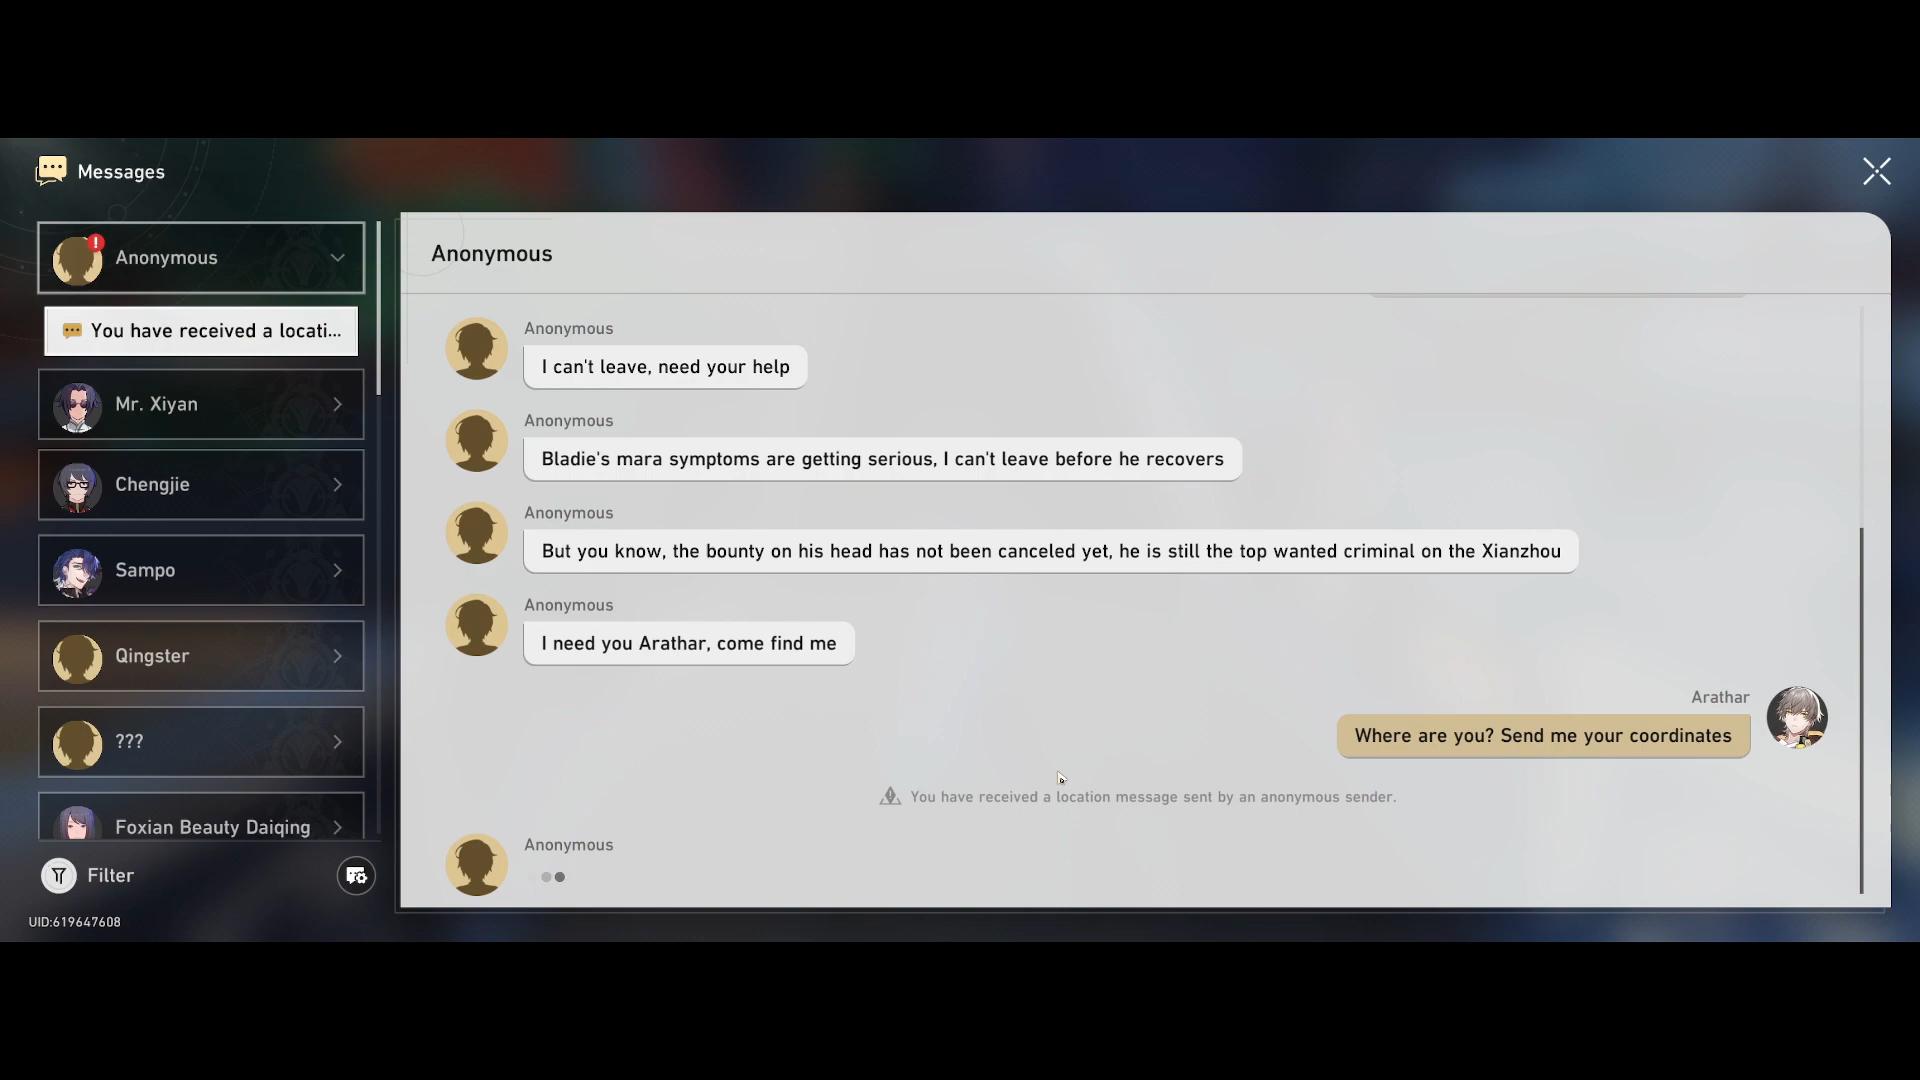 Messages
Anonymous
You have received a locati...
Mr. Xiyan
Chengjie
Sampo
Qingster
???
Foxian Beauty Daiqing
Filter
UID:619647608
Anonymous
Anonymous
I can't leave, need your help
Anonymous
Bladie's mara symptoms are getting serious, I can't leave before he recovers
Anonymous
But you know, the bounty on his head has not been canceled yet, he is still the top wanted criminal on the Xianzhou
Anonymous
I need you Arathar, come find me
Arathar
Where are you? Send me your coordinates
You have received a location message sent by an anonymous sender.
Anonymous